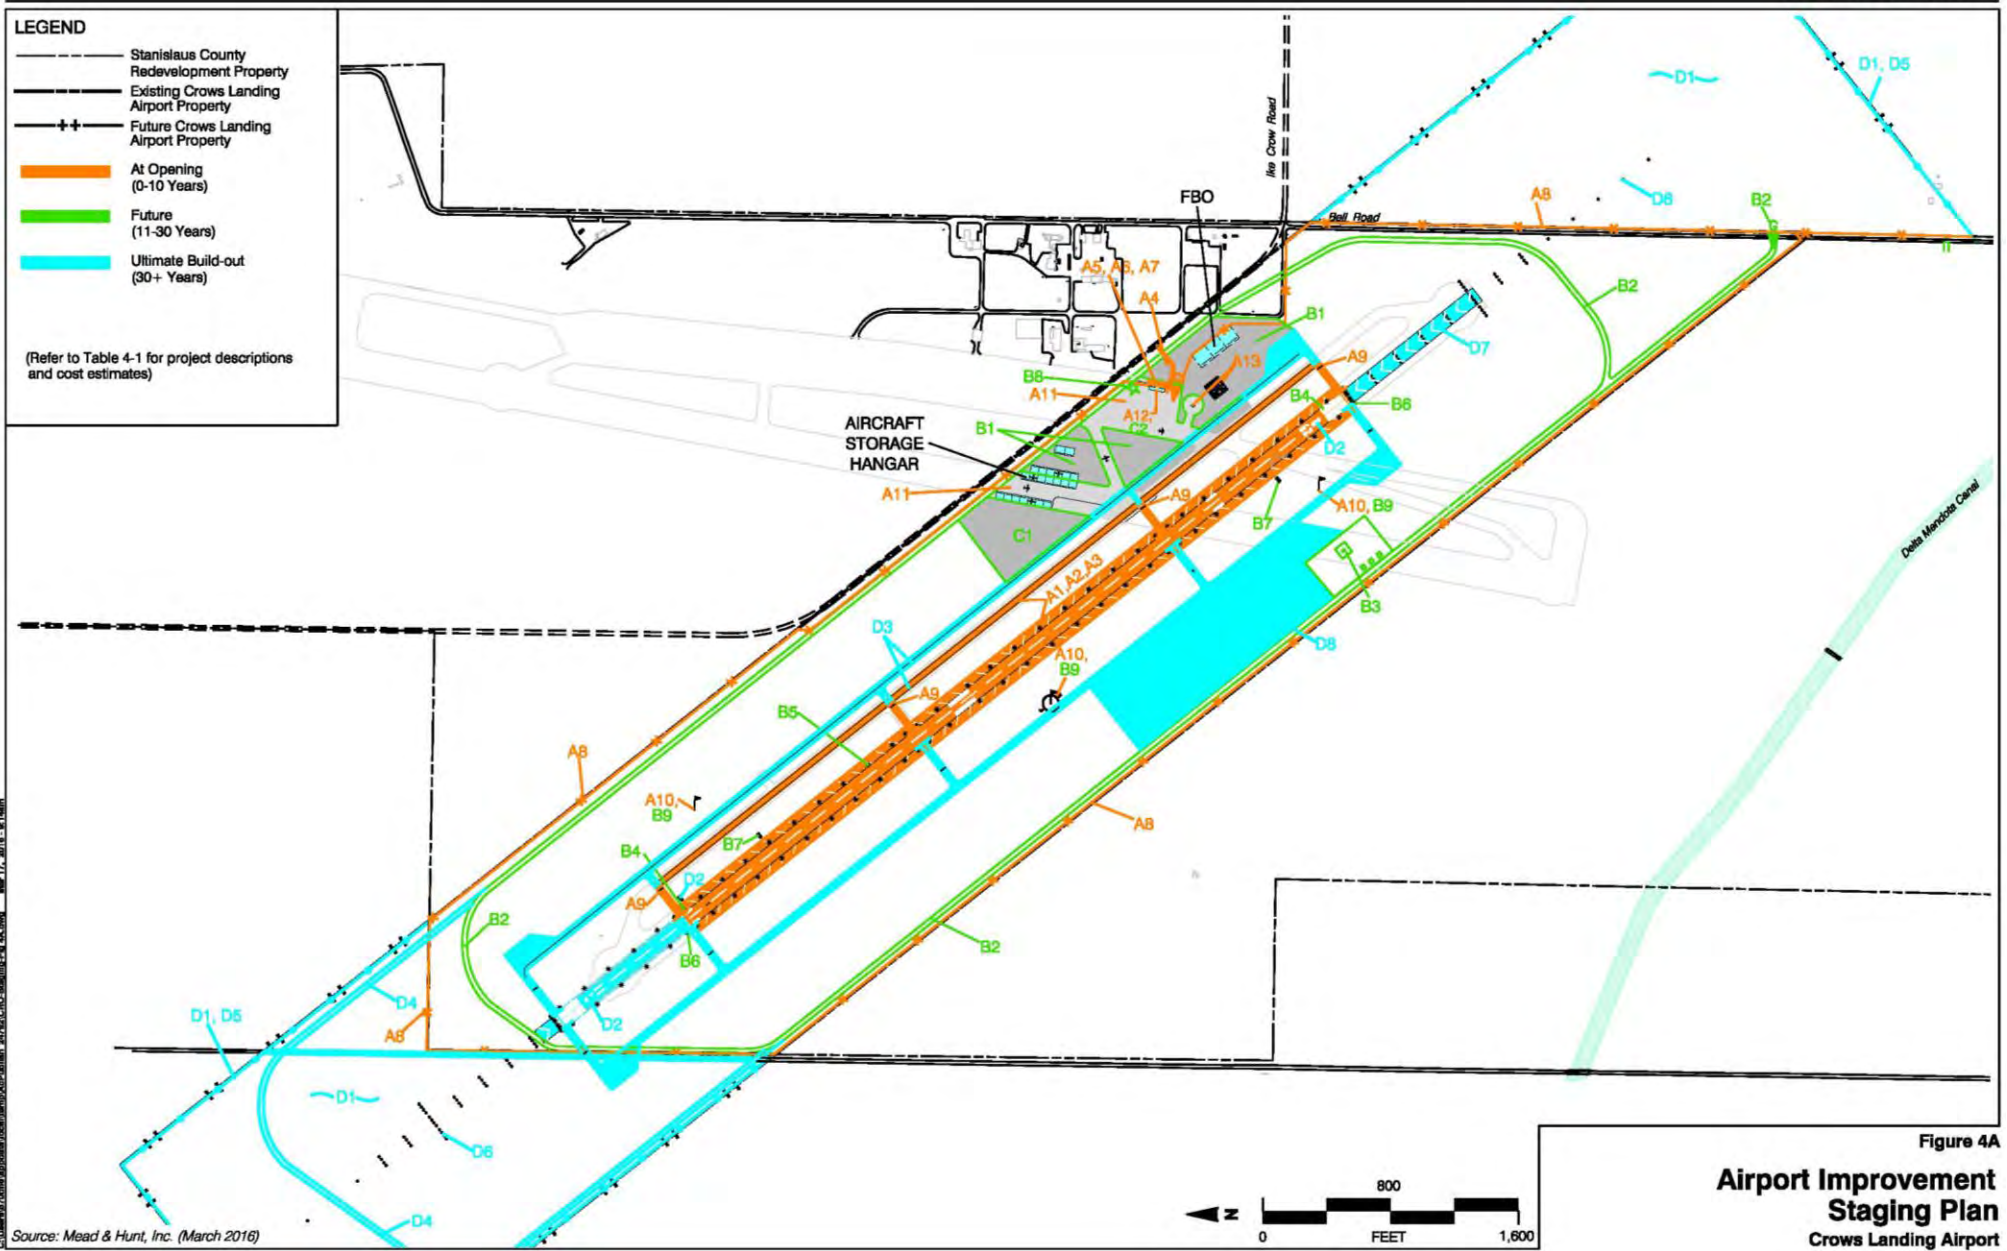 LEGEND
Stanislaus County
Redevelopment Property
Existing Crows Landing
Airport Property
Future Crows Landing
Airport Property
At Opening
(0-10 Years)
Future
(11-30 Years)
Ultimate Build-out
(30+ Years)
(Refer to Table 4-1 for project descriptions
and cost estimates)
Ike Crow Road
D1
D1, D5
FBO
Bell Road
A8
D8
B2
A5, A6, A7
A4
B1
B2
D7
A13
A9
B8
A11
A12,
C2
B4
B6
AIRCRAFT
STORAGE
HANGAR
B1
D2
A11
A9
B7
A10, B9
C1
Delta Mendota Canal
A1,A2,A3
B3
D3
D8
A10,
B9
A9
B5
A8
A10,
B9
B7
A8
B4
D2
A9
B2
B2
B6
D4
D2
D1, D5
A8
D1
D6
D4
Source: Mead & Hunt, Inc. (March 2016)
N
800
0
FEET
1,600
Figure 4A
Airport Improvement
Staging Plan
Crows Landing Airport